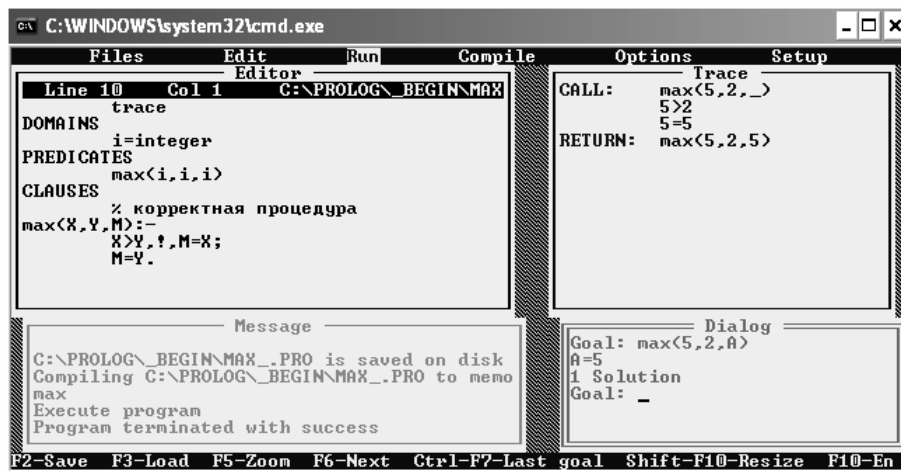 C:\WINDOWS\system32\cmd.exe
Files Edit Run Compile Options Setup
Editor
Line 10 Col 1 C:\PROLOG\_BEGIN\MAX
trace
DOMAINS
i=integer
PREDICATES
max(i,i,i)
CLAUSES
% корректная процедура
max(X,Y,M):-
X>Y,!,M=X;
M=Y.
Trace
CALL: max(5,2,_)
5>2
5=5
RETURN: max(5,2,5)
Message
C:\PROLOG\_BEGIN\MAX_.PRO is saved on disk
Compiling C:\PROLOG\_BEGIN\MAX_.PRO to memo
max
Execute program
Program terminated with success
Dialog
Goal: max(5,2,A)
A=5
1 Solution
Goal: _
F2-Save F3-Load F5-Zoom F6-Next Ctrl-F7-Last goal Shift-F10-Resize F10-En